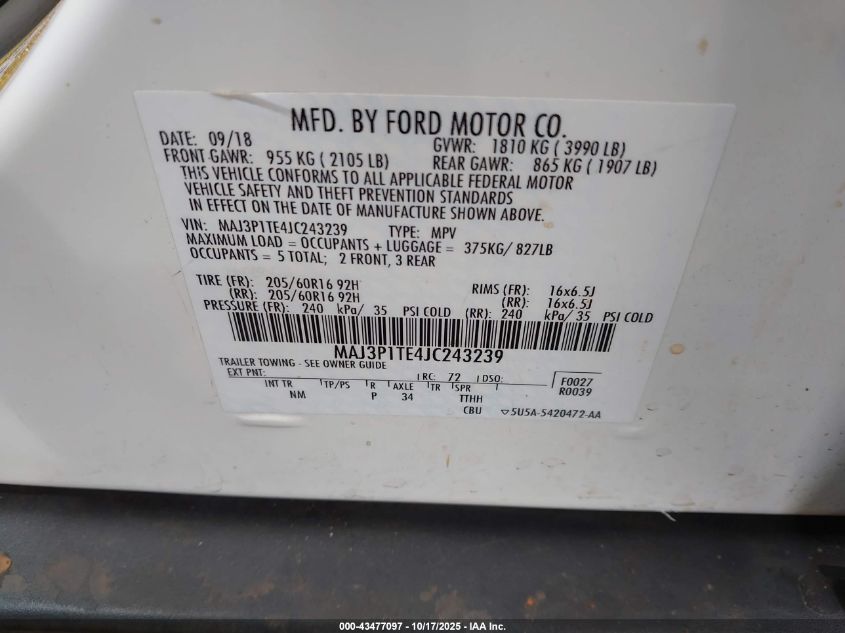 MFD. BY FORD MOTOR CO.
DATE: 09/18 GVWR: 1810 KG ( 3990 LB)
FRONT GAWR: 955 KG ( 2105 LB) REAR GAWR: 865 KG ( 1907 LB)
THIS VEHICLE CONFORMS TO ALL APPLICABLE FEDERAL MOTOR
VEHICLE SAFETY AND THEFT PREVENTION STANDARDS
IN EFFECT ON THE DATE OF MANUFACTURE SHOWN ABOVE.
VIN: MAJ3P1TE4JC243239 TYPE: MPV
MAXIMUM LOAD = OCCUPANTS + LUGGAGE = 375KG/ 827LB
OCCUPANTS = 5 TOTAL; 2 FRONT, 3 REAR
TIRE (FR): 205/60R16 92H RIMS (FR): 16x6.5J
(RR): 205/60R16 92H (RR): 16x6.5J
PRESSURE (FR): 240 kPa/ 35 PSI COLD (RR): 240 kPa/ 35 PSI COLD
MAJ3P1TE4JC243239
TRAILER TOWING - SEE OWNER GUIDE
EXT PNT: RC: 72 DSO: F0027
INT TR TP/PS R AXLE TR SPR R0039
NM P 34 TTHH
CBU ▽5U5A-5420472-AA
000-43477097 - 10/17/2025 - IAA Inc.